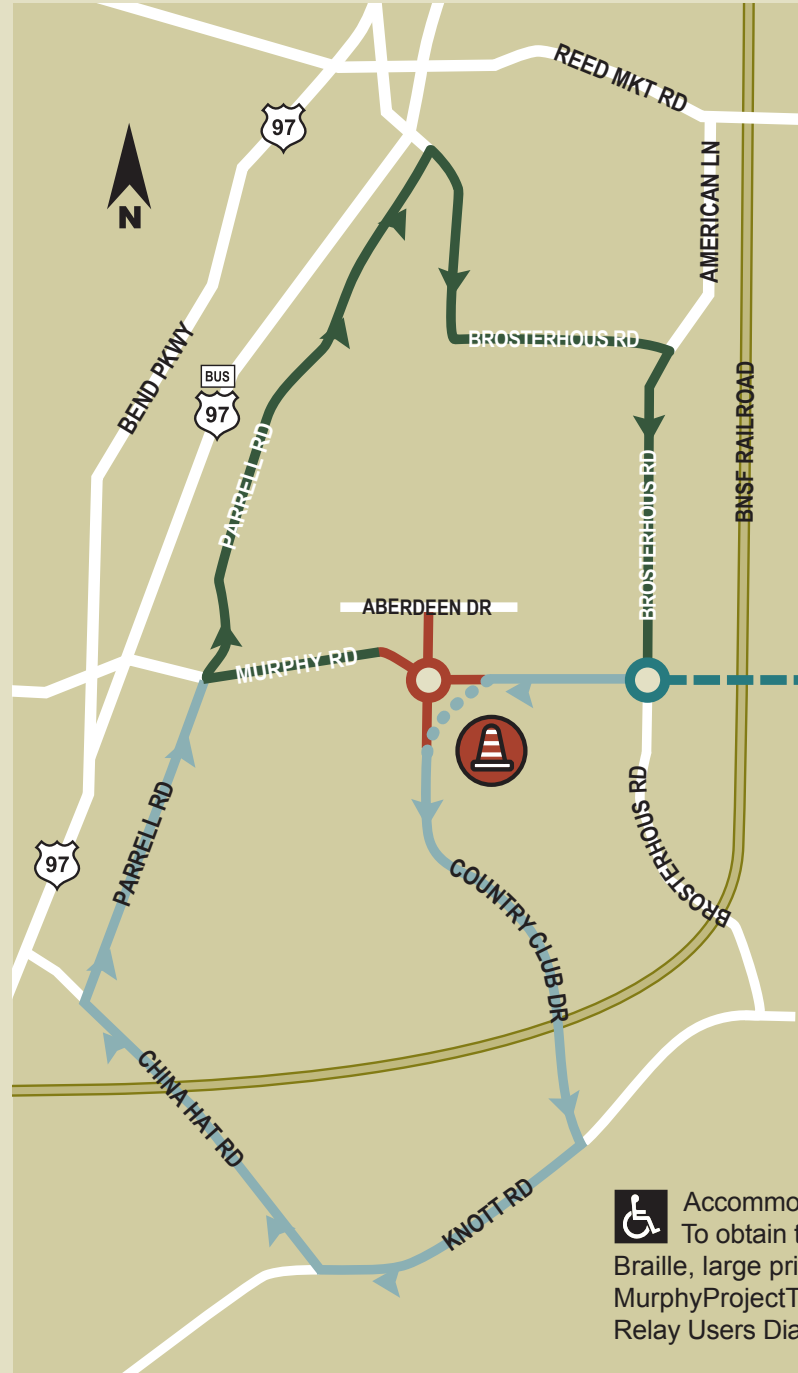 REED MKT RD
97
AMERICAN LN
N
BROSTERHOUS RD
BEND PKWY
BUS
97
BNSF RAILROAD
PARRELL RD
BROSTERHOUS RD
ABERDEEN DR
MURPHY RD
PARRELL RD
BROSTERHOUS RD
97
COUNTRY CLUB DR
CHINA HAT RD
KNOTT RD
Accommo
To obtain t
Braille, large pri
MurphyProjectT
Relay Users Dia